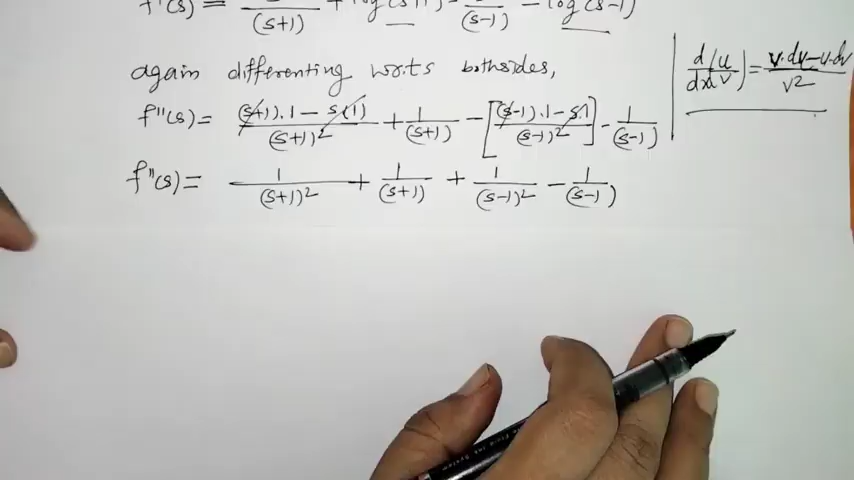 f'(s) = /(s+1) + log(s+1) - /(s-1) - log(s-1)
again differenting w.r.t s bothsides,
f"(s) = (s+1).1 - s(1)/(s+1)² + 1/(s+1) - [(s-1).1 - s.1/(s-1)²] - 1/(s-1)
d/dx(u/v) = v.du - u.dv/v²
f"(s) = 1/(s+1)² + 1/(s+1) + 1/(s-1)² - 1/(s-1)